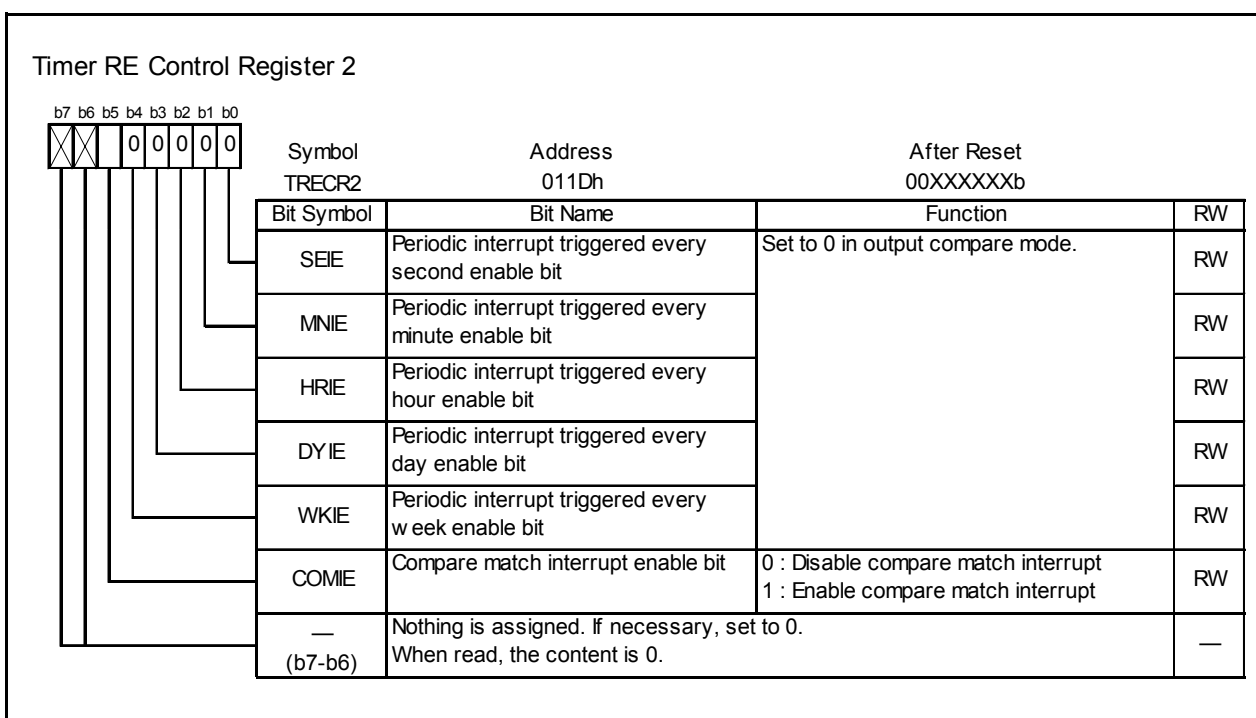 Timer RE Control Register 2
b7 b6 b5 b4 b3 b2 b1 b0
0 0 0 0 0
Symbol Address After Reset
TRECR2 011Dh 00XXXXXXb
Bit Symbol Bit Name Function RW
SEIE Periodic interrupt triggered every second enable bit Set to 0 in output compare mode. RW
MNIE Periodic interrupt triggered every minute enable bit RW
HRIE Periodic interrupt triggered every hour enable bit RW
DYIE Periodic interrupt triggered every day enable bit RW
WKIE Periodic interrupt triggered every week enable bit RW
COMIE Compare match interrupt enable bit 0 : Disable compare match interrupt
1 : Enable compare match interrupt RW
— (b7-b6) Nothing is assigned. If necessary, set to 0.
When read, the content is 0. —